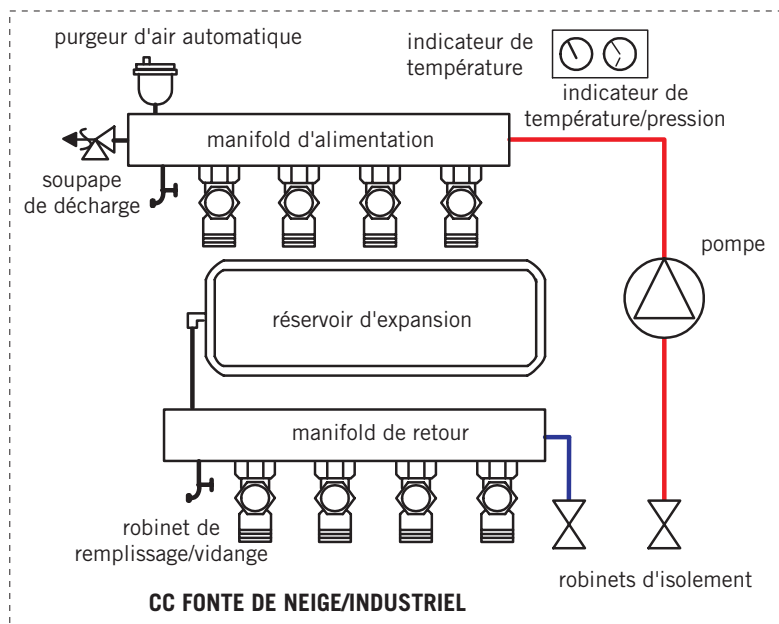 purgeur d'air automatique
indicateur de
température
indicateur de
température/pression
manifold d'alimentation
soupape
de décharge
pompe
réservoir d'expansion
manifold de retour
robinet de
remplissage/vidange
robinets d'isolement
CC FONTE DE NEIGE/INDUSTRIEL